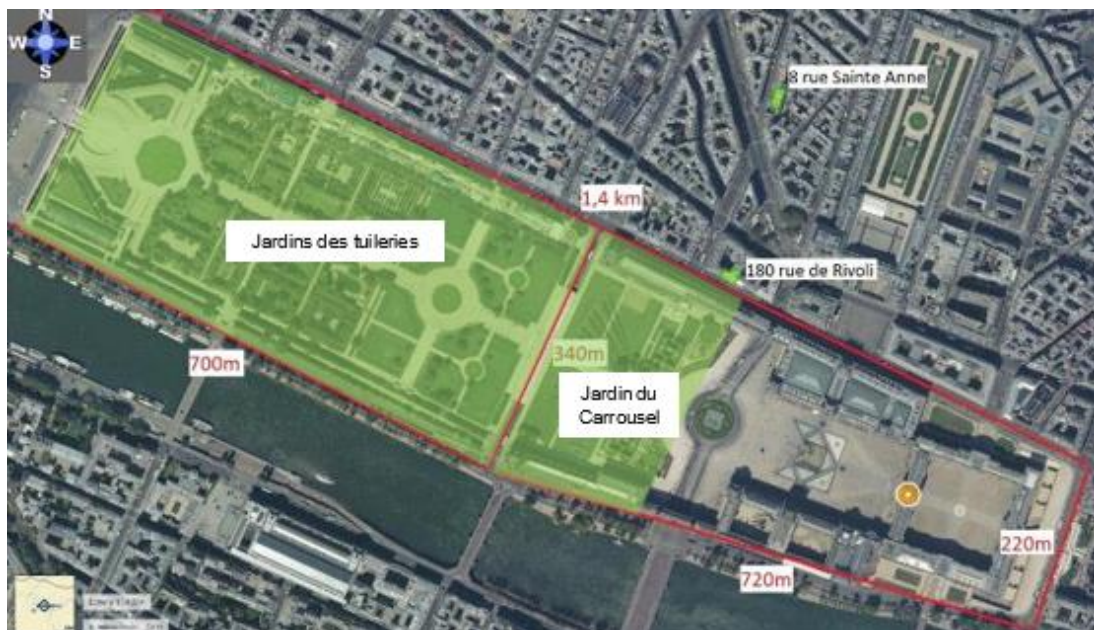 N
W E
S
8 rue Sainte Anne
1,4 km
Jardins des tuileries
180 rue de Rivoli
700m
340m
Jardin du
Carrousel
220m
720m